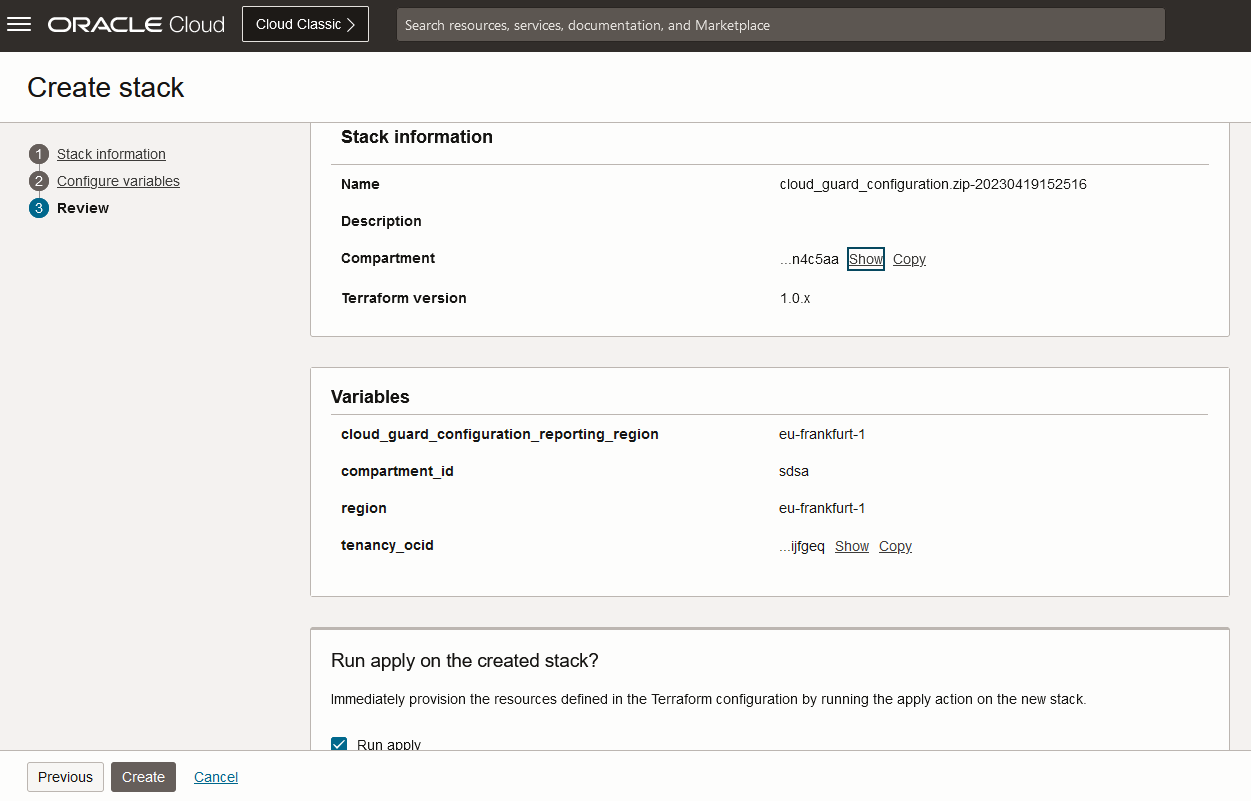 ORACLE Cloud
Cloud Classic
Search resources, services, documentation, and Marketplace
Create stack
1 Stack information
2 Configure variables
3 Review
Stack information
Name cloud_guard_configuration.zip-20230419152516
Description
Compartment ...n4c5aa Show Copy
Terraform version 1.0.x
Variables
cloud_guard_configuration_reporting_region eu-frankfurt-1
compartment_id sdsa
region eu-frankfurt-1
tenancy_ocid ...ijfgeq Show Copy
Run apply on the created stack?
Immediately provision the resources defined in the Terraform configuration by running the apply action on the new stack.
Run apply
Previous Create Cancel